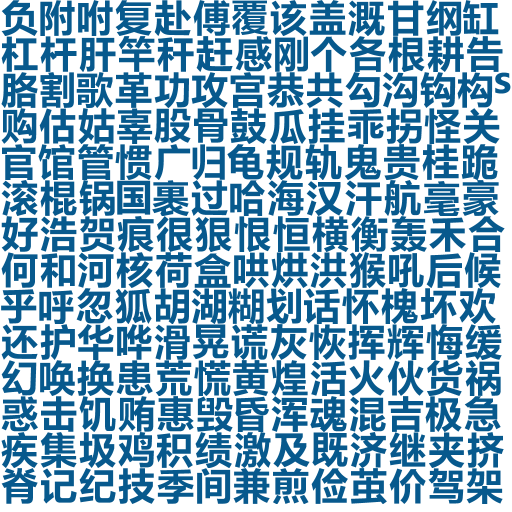 负附咐复赴傅覆该盖溉甘纲缸
杠杆肝竿秆赶感刚个各根耕告
胳割歌革功攻宫恭共勾沟钩构s
购估姑辜股骨鼓瓜挂乖拐怪关
官馆管惯广归龟规轨鬼贵桂跪
滚棍锅国裹过哈海汉汗航毫豪
好浩贺痕很狠恨恒横衡轰禾合
何和河核荷盒哄烘洪猴吼后候
乎呼忽狐胡湖糊划话怀槐坏欢
还护华哗滑晃谎灰恢挥辉悔缓
幻唤换患荒慌黄煌活火伙货祸
惑击饥贿惠毁昏浑魂混吉极急
疾集圾鸡积绩激及既济继夹挤
脊记纪技季间兼煎俭茧价驾架